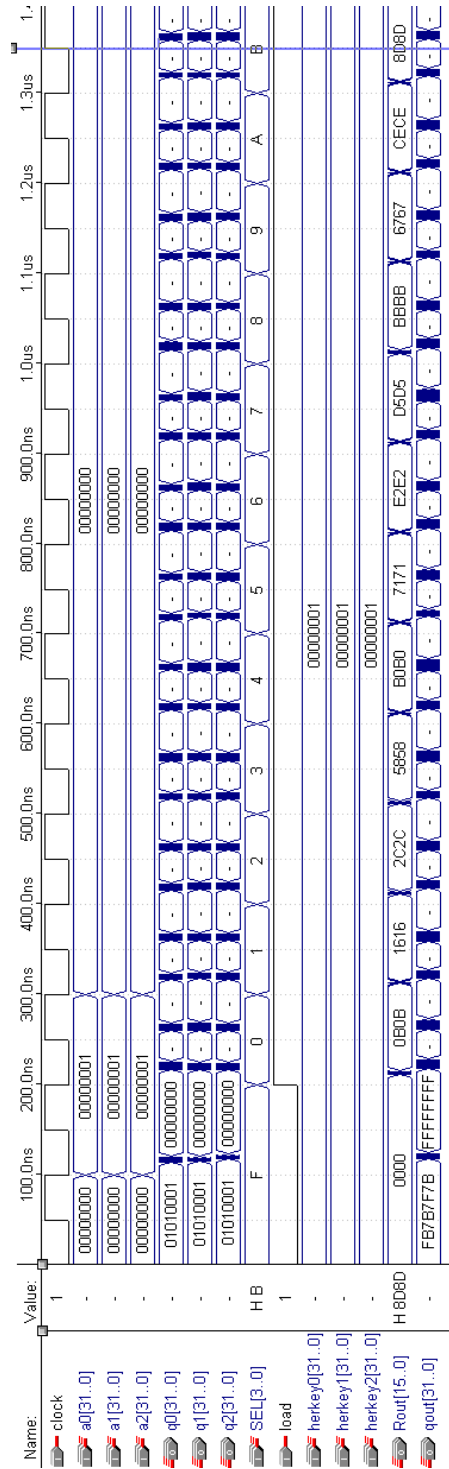 Name: Value: 100.0ns 200.0ns 300.0ns 400.0ns 500.0ns 600.0ns 700.0ns 800.0ns 900.0ns 1.0us 1.1us 1.2us 1.3us 1.4
clock 1
a0[31..0] - 00000000 00000001 00000000
a1[31..0] - 00000000 00000001 00000000
a2[31..0] - 00000000 00000001 00000000
q0[31..0] - 01010001 00000000 - - - - - - - - - - - - - - - - - - - - - - - -
q1[31..0] - 01010001 00000000 - - - - - - - - - - - - - - - - - - - - - - - -
q2[31..0] - 01010001 00000000 - - - - - - - - - - - - - - - - - - - - - - - -
SEL[3..0] H B F 0 1 2 3 4 5 6 7 8 9 A B
load 1
herkey0[31..0] - 00000001
herkey1[31..0] - 00000001
herkey2[31..0] - 00000001
Rout[15..0] H 8D8D 0000 0B0B 1616 2C2C 5858 B0B0 7171 E2E2 D5D5 BBBB 6767 CECE 8D8D
qout[31..0] - FB7B7F7B FFFFFFFF - - - - - - - - - - - - - - - - - - - - - - - -